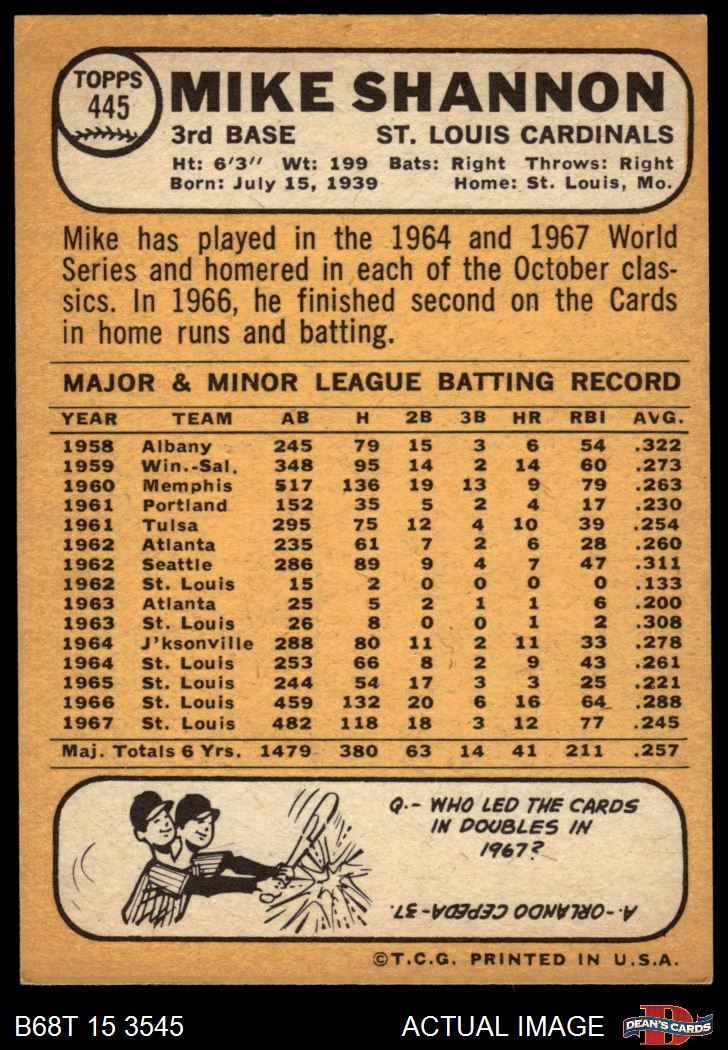 TOPPS
445
MIKE SHANNON
3rd BASE ST. LOUIS CARDINALS
Ht: 6'3" Wt: 199 Bats: Right Throws: Right
Born: July 15, 1939 Home: St. Louis, Mo.
Mike has played in the 1964 and 1967 World
Series and homered in each of the October clas-
sics. In 1966, he finished second on the Cards
in home runs and batting.
MAJOR & MINOR LEAGUE BATTING RECORD
YEAR TEAM AB H 2B 3B HR RBI AVG.
1958 Albany 245 79 15 3 6 54 .322
1959 Win.-Sal. 348 95 14 2 14 60 .273
1960 Memphis 517 136 19 13 9 79 .263
1961 Portland 152 35 5 2 4 17 .230
1961 Tulsa 295 75 12 4 10 39 .254
1962 Atlanta 235 61 7 2 6 28 .260
1962 Seattle 286 89 9 4 7 47 .311
1962 St. Louis 15 2 0 0 0 0 .133
1963 Atlanta 25 5 2 1 1 6 .200
1963 St. Louis 26 8 0 0 1 2 .308
1964 J'ksonville 288 80 11 2 11 33 .278
1964 St. Louis 253 66 8 2 9 43 .261
1965 St. Louis 244 54 17 3 3 25 .221
1966 St. Louis 459 132 20 6 16 64 .288
1967 St. Louis 482 118 18 3 12 77 .245
Maj. Totals 6 Yrs. 1479 380 63 14 41 211 .257
Q.- WHO LED THE CARDS
IN DOUBLES IN
1967?
A.- ORLANDO CEPEDA-37.
©T.C.G. PRINTED IN U.S.A.
B68T 15 3545 ACTUAL IMAGE
D
DEAN'S CARDS